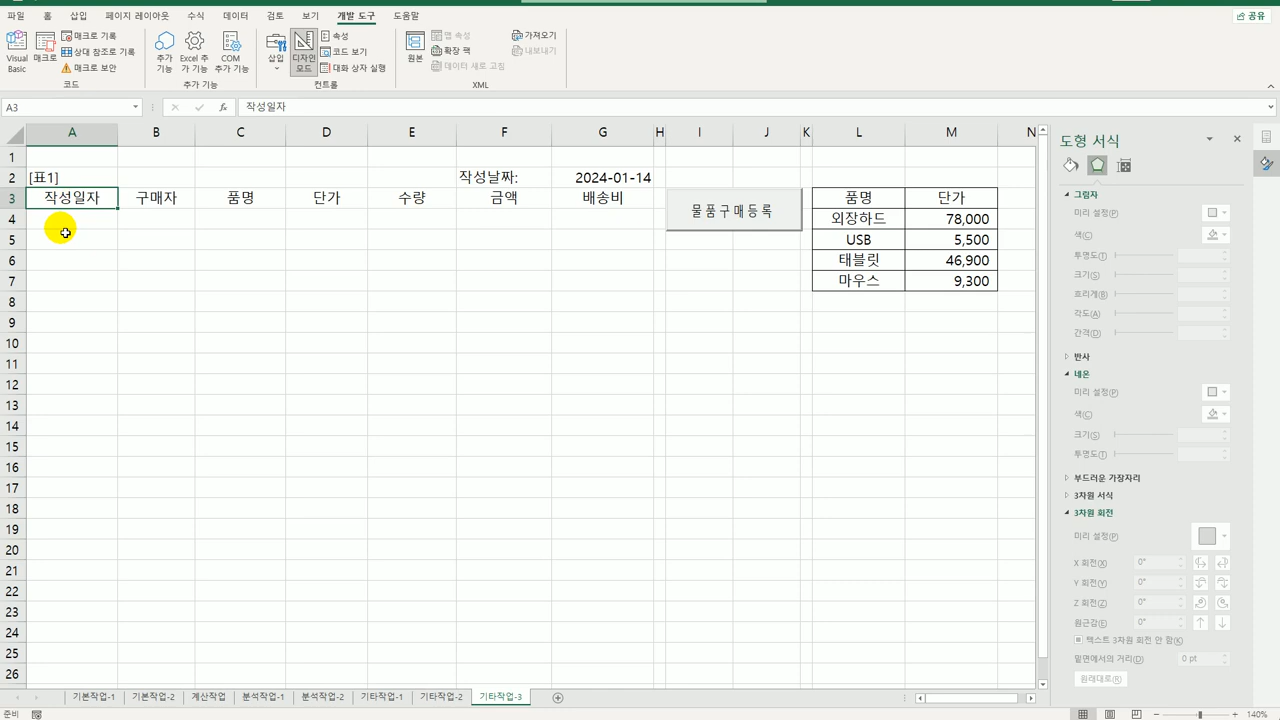 파일 홈 삽입 페이지 레이아웃 수식 데이터 검토 보기 개발 도구 도움말 공유
Visual Basic
매크로
매크로 기록
상대 참조로 기록
매크로 보안
코드
추가 기능
Excel 추가 기능
COM 추가 기능
추가 기능
삽입
디자인 모드
속성
코드 보기
대화 상자 실행
컨트롤
원본
맵 속성
확장 팩
데이터 새로 고침
가져오기
내보내기
XML
A3 fx 작성일자
A B C D E F G H I J K L M N
1
2 [표1] 작성날짜: 2024-01-14
3 작성일자 구매자 품명 단가 수량 금액 배송비 품명 단가
물품구매등록
4 외장하드 78,000
5 USB 5,500
6 태블릿 46,900
7 마우스 9,300
8
9
10
11
12
13
14
15
16
17
18
19
20
21
22
23
24
25
26
도형 서식
그림자
미리 설정(P)
색(C)
투명도(T)
크기(S)
흐리게(B)
각도(A)
간격(D)
반사
네온
미리 설정(P)
색(C)
크기(S)
투명도(T)
부드러운 가장자리
3차원 서식
3차원 회전
미리 설정(P)
X 회전(X) 0°
Y 회전(Y) 0°
Z 회전(Z) 0°
원근감(E) 0°
텍스트 3차원 회전 안 함(K)
밑면에서의 거리(D) 0 pt
원래대로(R)
기본작업-1 기본작업-2 계산작업 분석작업-1 분석작업-2 기타작업-1 기타작업-2 기타작업-3
준비 140%